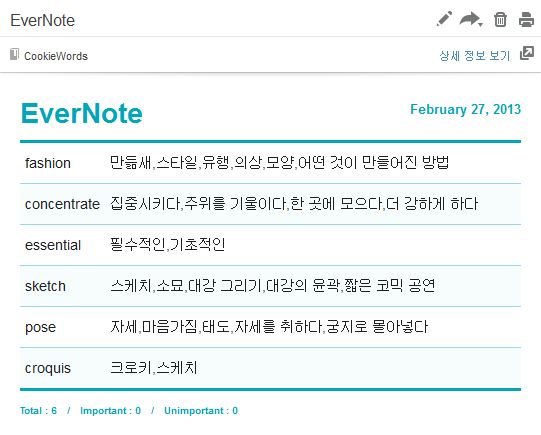 EverNote
CookieWords 상세 정보 보기
EverNote February 27, 2013
fashion 만듦새,스타일,유행,의상,모양,어떤 것이 만들어진 방법
concentrate 집중시키다,주위를 기울이다,한 곳에 모으다,더 강하게 하다
essential 필수적인,기초적인
sketch 스케치,소묘,대강 그리기,대강의 윤곽,짧은 코믹 공연
pose 자세,마음가짐,태도,자세를 취하다,궁지로 몰아넣다
croquis 크로키,스케치
Total : 6 / Important : 0 / Unimportant : 0